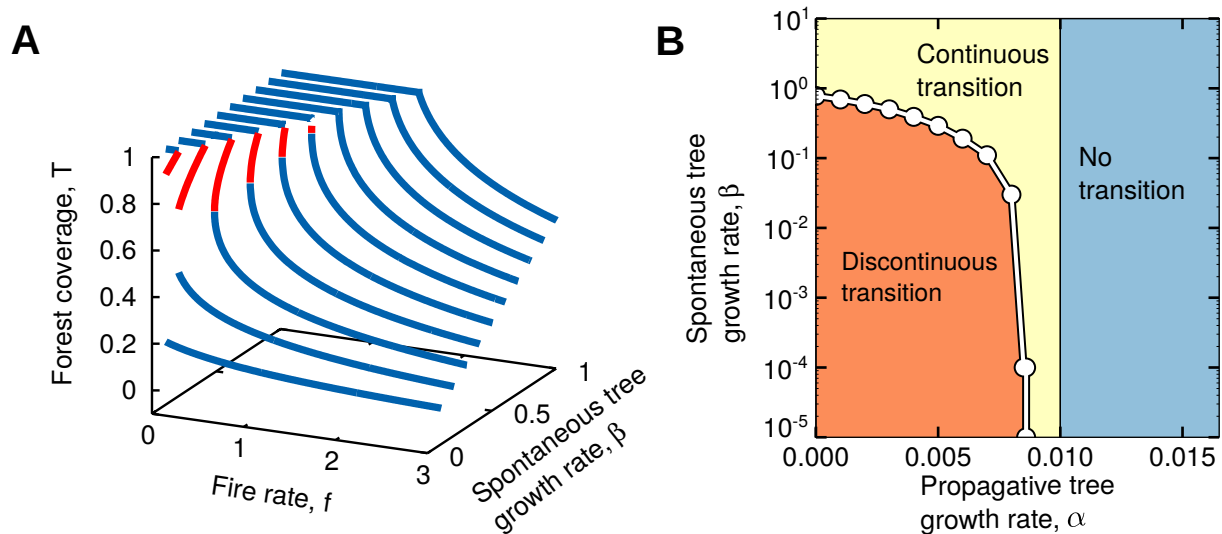 A
Forest coverage, T
1
0.8
0.6
0.4
0.2
0
0
1
2
3
Fire rate, f
0
0.5
1
Spontaneous tree
growth rate, β
B
Spontaneous tree
growth rate, β
10^1
10^0
10^-1
10^-2
10^-3
10^-4
10^-5
Continuous
transition
No
transition
Discontinuous
transition
0.000
0.005
0.010
0.015
Propagative tree
growth rate, α